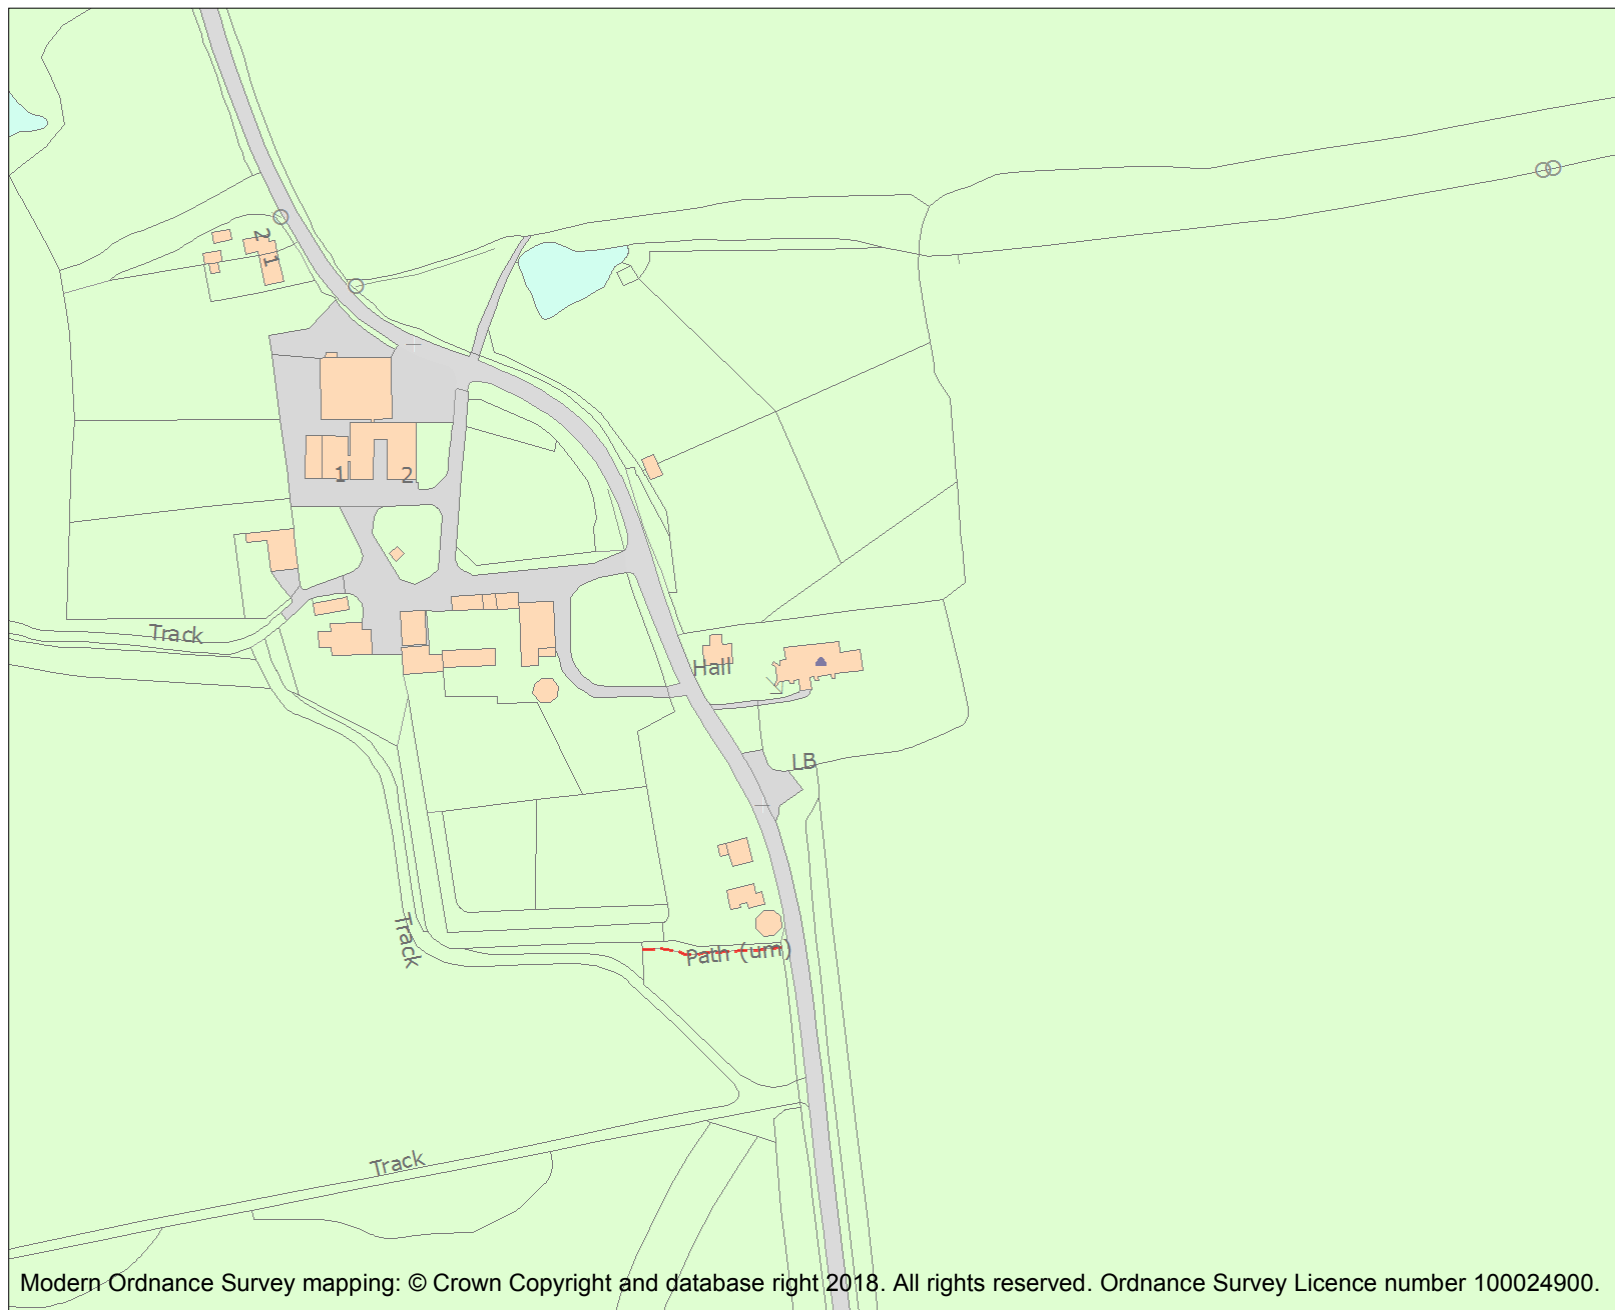 2
1
1
2
Track
Hall
LB
Track
Path (um)
Track
Modern Ordnance Survey mapping: © Crown Copyright and database right 2018. All rights reserved. Ordnance Survey Licence number 100024900.